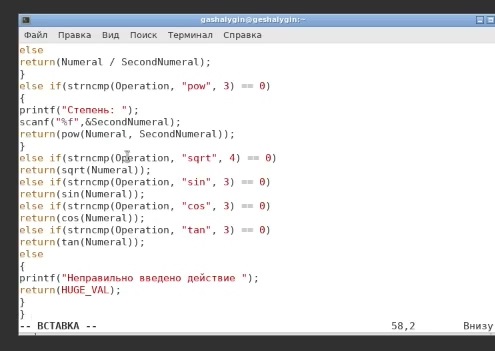 gashalygin@geshalygin:~
Файл Правка Вид Поиск Терминал Справка
else
return(Numeral / SecondNumeral);
}
else if(strncmp(Operation, "pow", 3) == 0)
{
printf("Степень: ");
scanf("%f",&SecondNumeral);
return(pow(Numeral, SecondNumeral));
}
else if(strncmp(Operation, "sqrt", 4) == 0)
return(sqrt(Numeral));
else if(strncmp(Operation, "sin", 3) == 0)
return(sin(Numeral));
else if(strncmp(Operation, "cos", 3) == 0)
return(cos(Numeral));
else if(strncmp(Operation, "tan", 3) == 0)
return(tan(Numeral));
else
{
printf("Неправильно введено действие ");
return(HUGE_VAL);
}
}
-- ВСТАВКА -- 58,2 Внизу